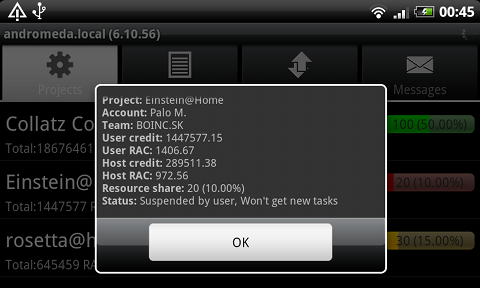 00:45
andromeda.local (6.10.56)
Projects
Messages
Project: Einstein@Home
Account: Palo M.
Team: BOINC.SK
User credit: 1447577.15
User RAC: 1406.67
Host credit: 289511.38
Host RAC: 972.56
Resource share: 20 (10.00%)
Status: Suspended by user, Won't get new tasks
OK
Collatz Co
100 (50.00%)
Total:18676461
Einstein@
20 (10.00%)
Total:1447577 R
rosetta@h
30 (15.00%)
Total:645459 RA